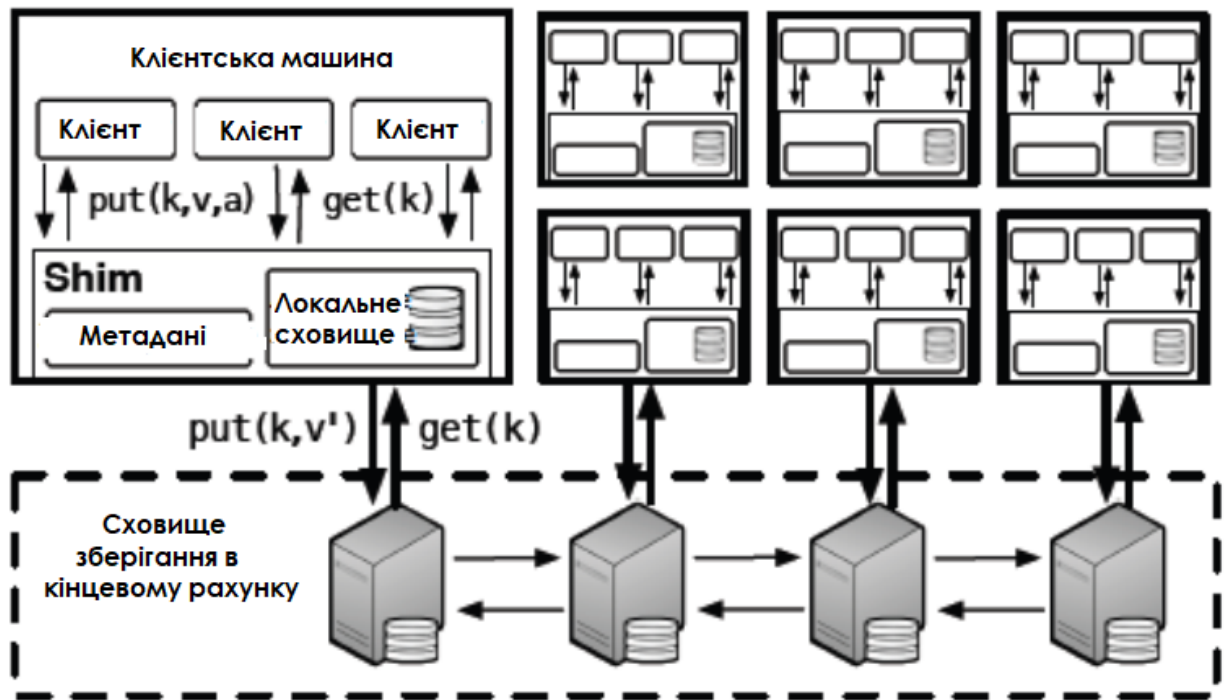 Клієнтська машина
Клієнт
Клієнт
Клієнт
put(k,v,a)
get(k)
Shim
Метадані
Локальне
сховище
put(k,v')
get(k)
Сховище
зберігання в
кінцевому рахунку